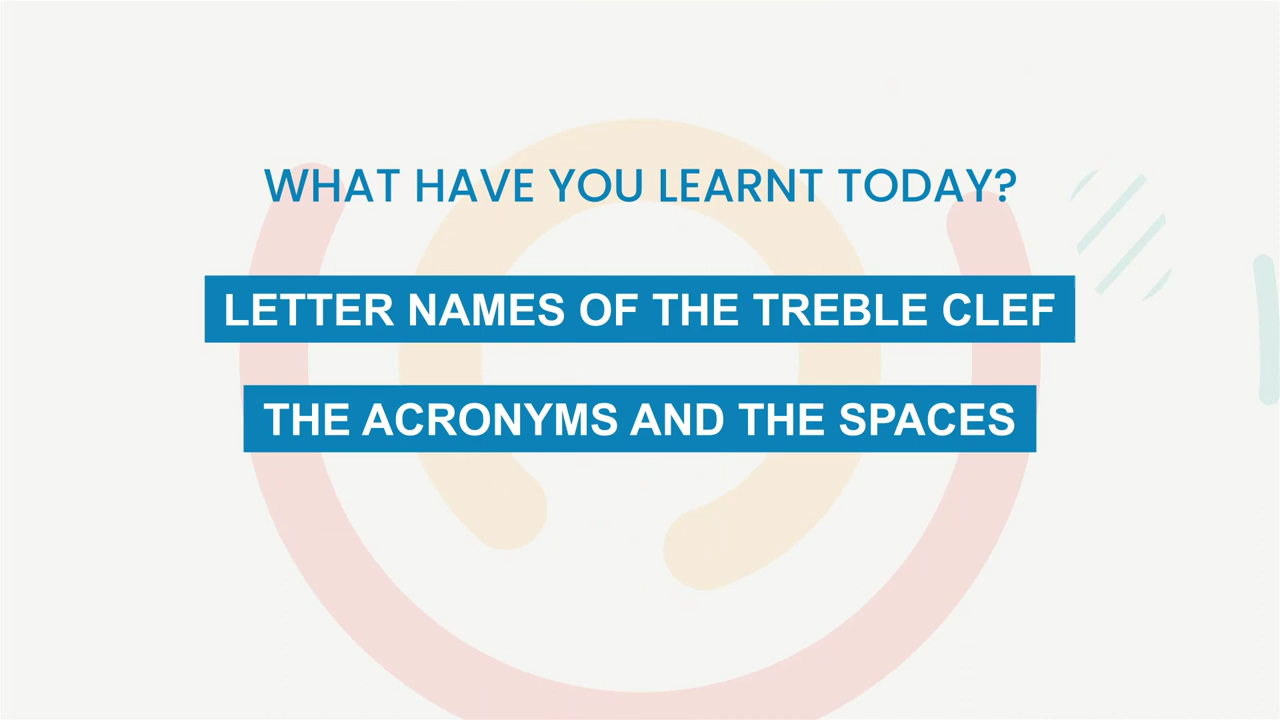 WHAT HAVE YOU LEARNT TODAY?
LETTER NAMES OF THE TREBLE CLEF
THE ACRONYMS AND THE SPACES